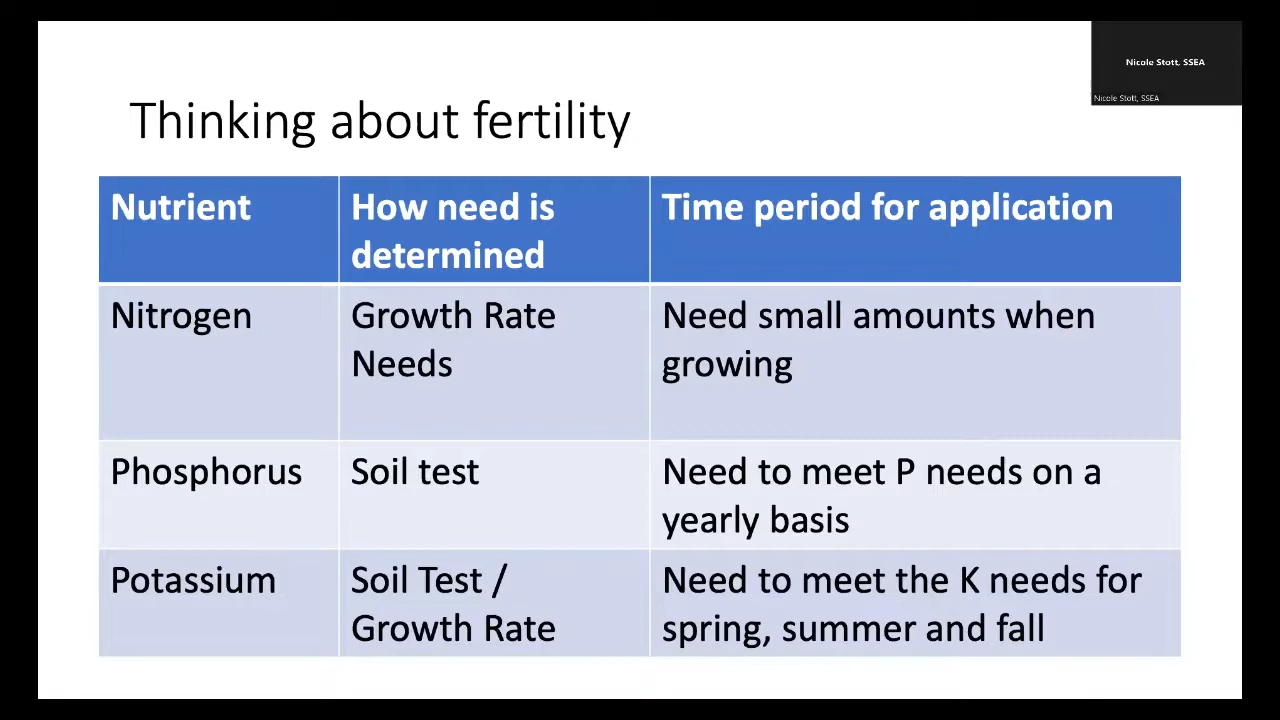 Nicole Stott, SSEA
Nicole Stott, SSEA
Thinking about fertility
Nutrient
How need is
determined
Time period for application
Nitrogen
Growth Rate
Needs
Need small amounts when
growing
Phosphorus
Soil test
Need to meet P needs on a
yearly basis
Potassium
Soil Test /
Growth Rate
Need to meet the K needs for
spring, summer and fall